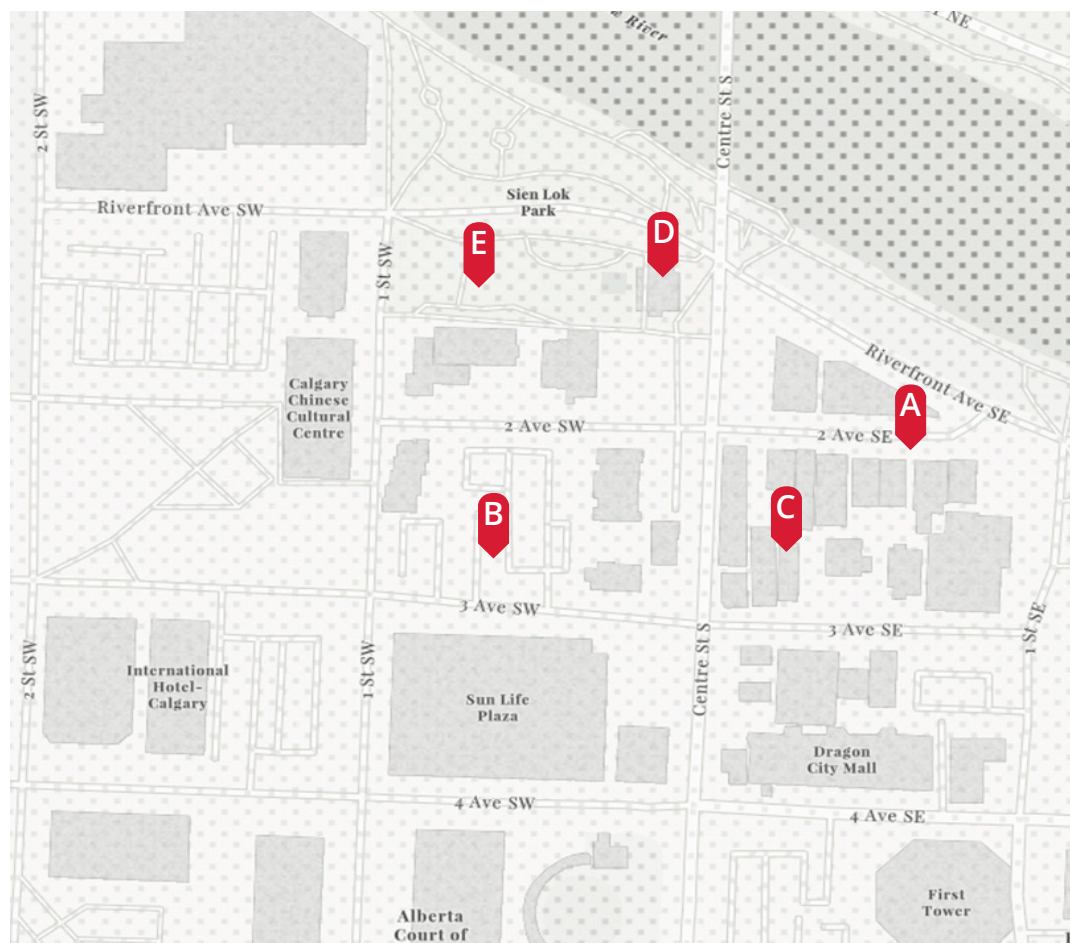 River
NE
2 St SW
Centre St S
Sien Lok
Park
Riverfront Ave SW
D
E
1 St SW
Riverfront Ave SE
Calgary
Chinese
Cultural
Centre
A
2 Ave SW
2 Ave SE
B
C
3 Ave SW
3 Ave SE
1 St SE
2 St SW
International
Hotel-
Calgary
1 St SW
Centre St S
Sun Life
Plaza
Dragon
City Mall
4 Ave SW
4 Ave SE
First
Tower
Alberta
Court of